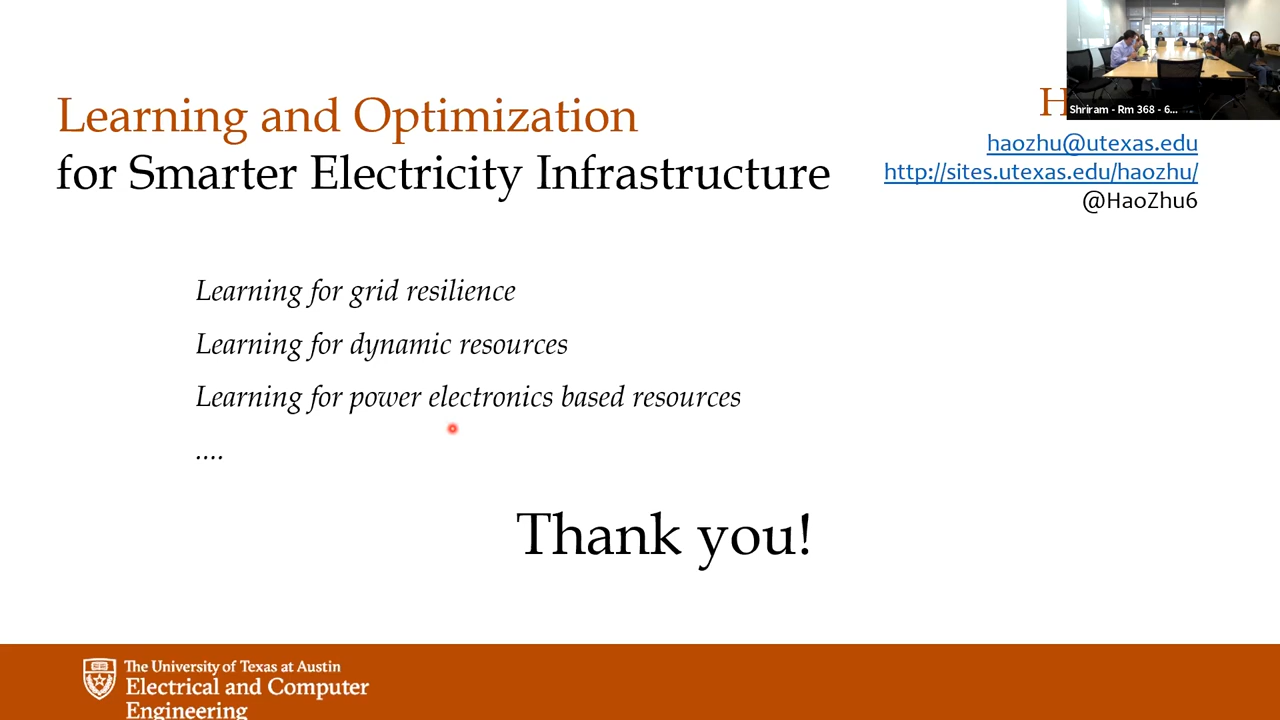 Learning and Optimization
for Smarter Electricity Infrastructure
H
Shriram - Rm 368 - 6...
haozhu@utexas.edu
http://sites.utexas.edu/haozhu/
@HaoZhu6
Learning for grid resilience
Learning for dynamic resources
Learning for power electronics based resources
....
Thank you!
The University of Texas at Austin
Electrical and Computer
Engineering